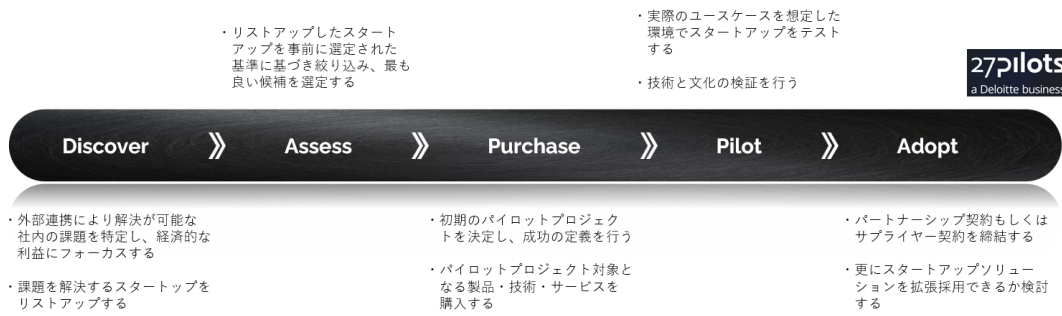 ・リストアップしたスタート
アップを事前に選定された
基準に基づき絞り込み、最も
良い候補を選定する
・実際のユースケースを想定した
環境でスタートアップをテスト
する
・技術と文化の検証を行う
27pilots
a Deloitte business
Discover
Assess
Purchase
Pilot
Adopt
・外部連携により解決が可能な
社内の課題を特定し、経済的な
利益にフォーカスする
・課題を解決するスタートップを
リストアップする
・初期のパイロットプロジェク
トを決定し、成功の定義を行う
・パイロットプロジェクト対象と
なる製品・技術・サービスを
購入する
・パートナーシップ契約もしくは
サプライヤー契約を締結する
・更にスタートアップソリュー
ションを拡張採用できるか検討
する